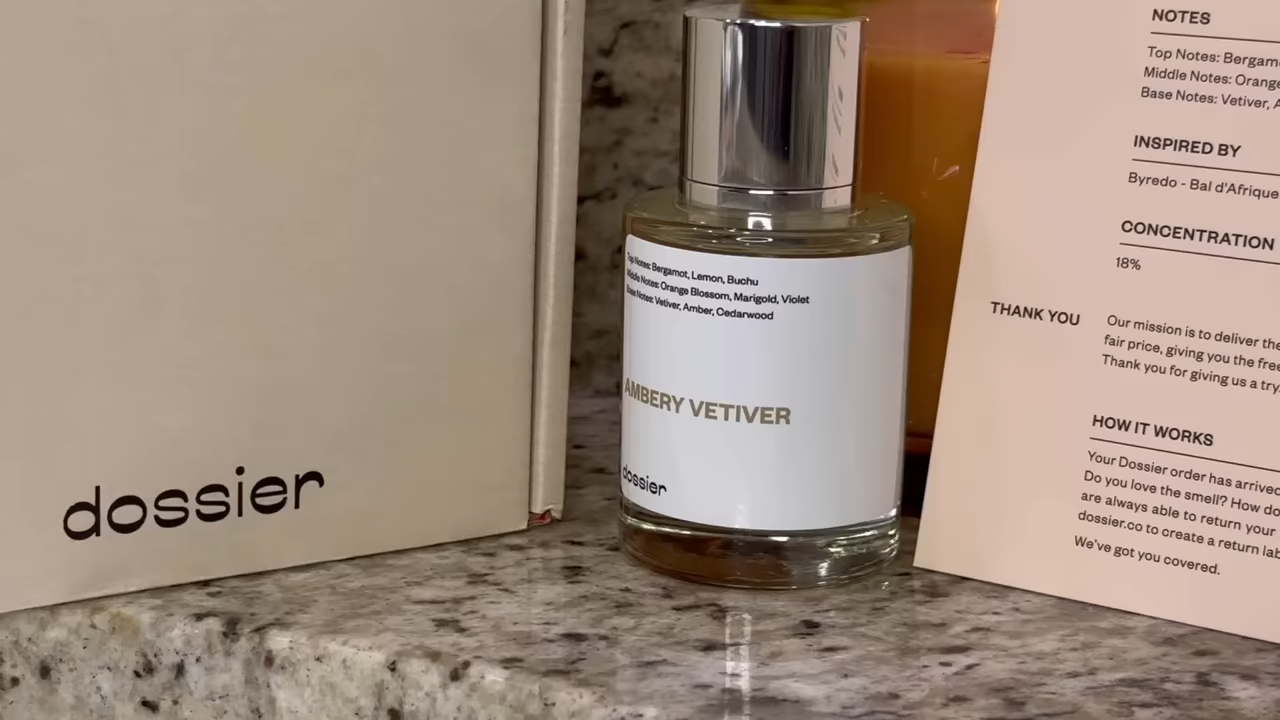 dossier
Top Notes: Bergamot, Lemon, Buchu
Middle Notes: Orange Blossom, Marigold, Violet
Base Notes: Vetiver, Amber, Cedarwood
AMBERY VETIVER
dossier
NOTES
Top Notes:
Middle Notes: Orange
Base Notes: Vetiver,
INSPIRED BY
Byredo - Bal d'Afrique
CONCENTRATION
18%
THANK YOU
Our mission is to deliver the
fair price, giving you the free
Thank you for giving us a try.
HOW IT WORKS
Your Dossier order has arrived
Do you love the smell? How do
are always able to return your
dossier.co to create a return
We've got you covered.